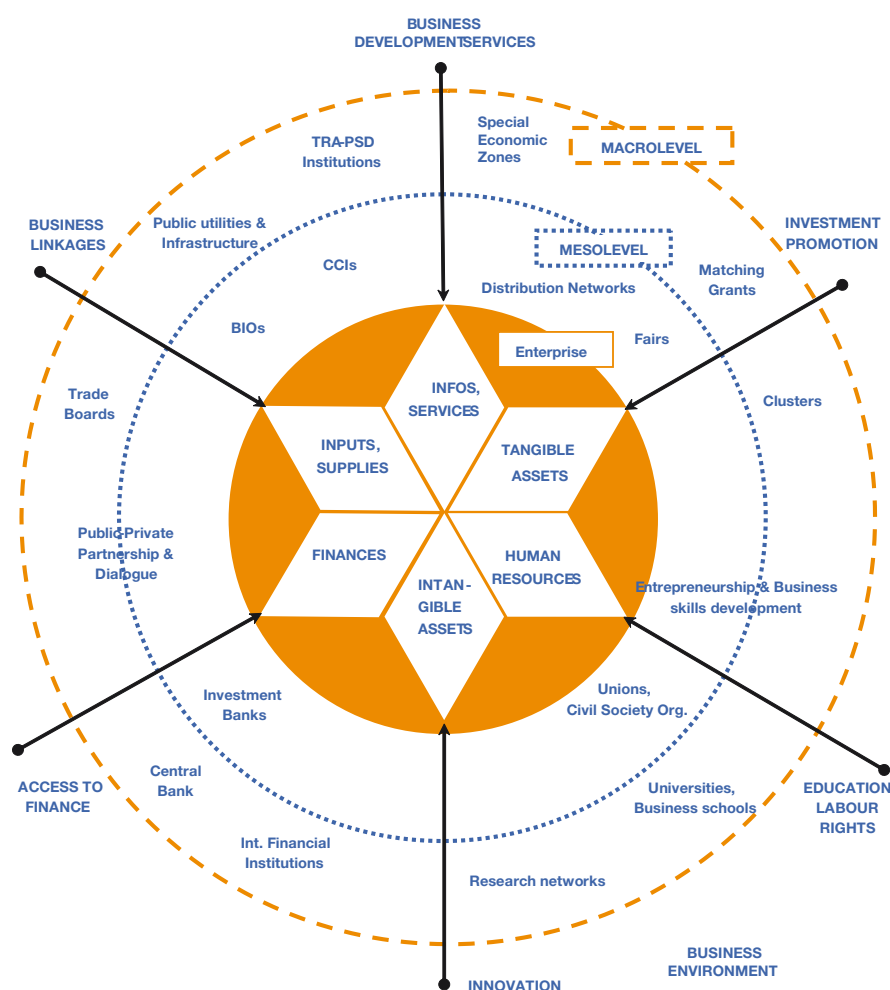 BUSINESS
DEVELOPMENTSERVICES
Special
Economic
Zones
TRA-PSD
Institutions
MACROLEVEL
BUSINESS
LINKAGES
Public utilities &
Infrastructure
INVESTMENT
PROMOTION
MESOLEVEL
CCIs
Matching
Grants
Distribution Networks
BIOs
Fairs
Enterprise
Trade
Boards
Clusters
INFOS,
SERVICES
INPUTS,
SUPPLIES
TANGIBLE
ASSETS
Public-Private
Partnership &
Dialogue
FINANCES
HUMAN
RESOURCES
INTAN-
GIBLE
ASSETS
Entrepreneurship & Business
skills development
Investment
Banks
Unions,
Civil Society Org.
Central
Bank
ACCESS TO
FINANCE
Universities,
Business schools
EDUCATION
LABOUR
RIGHTS
Int. Financial
Institutions
Research networks
BUSINESS
ENVIRONMENT
INNOVATION